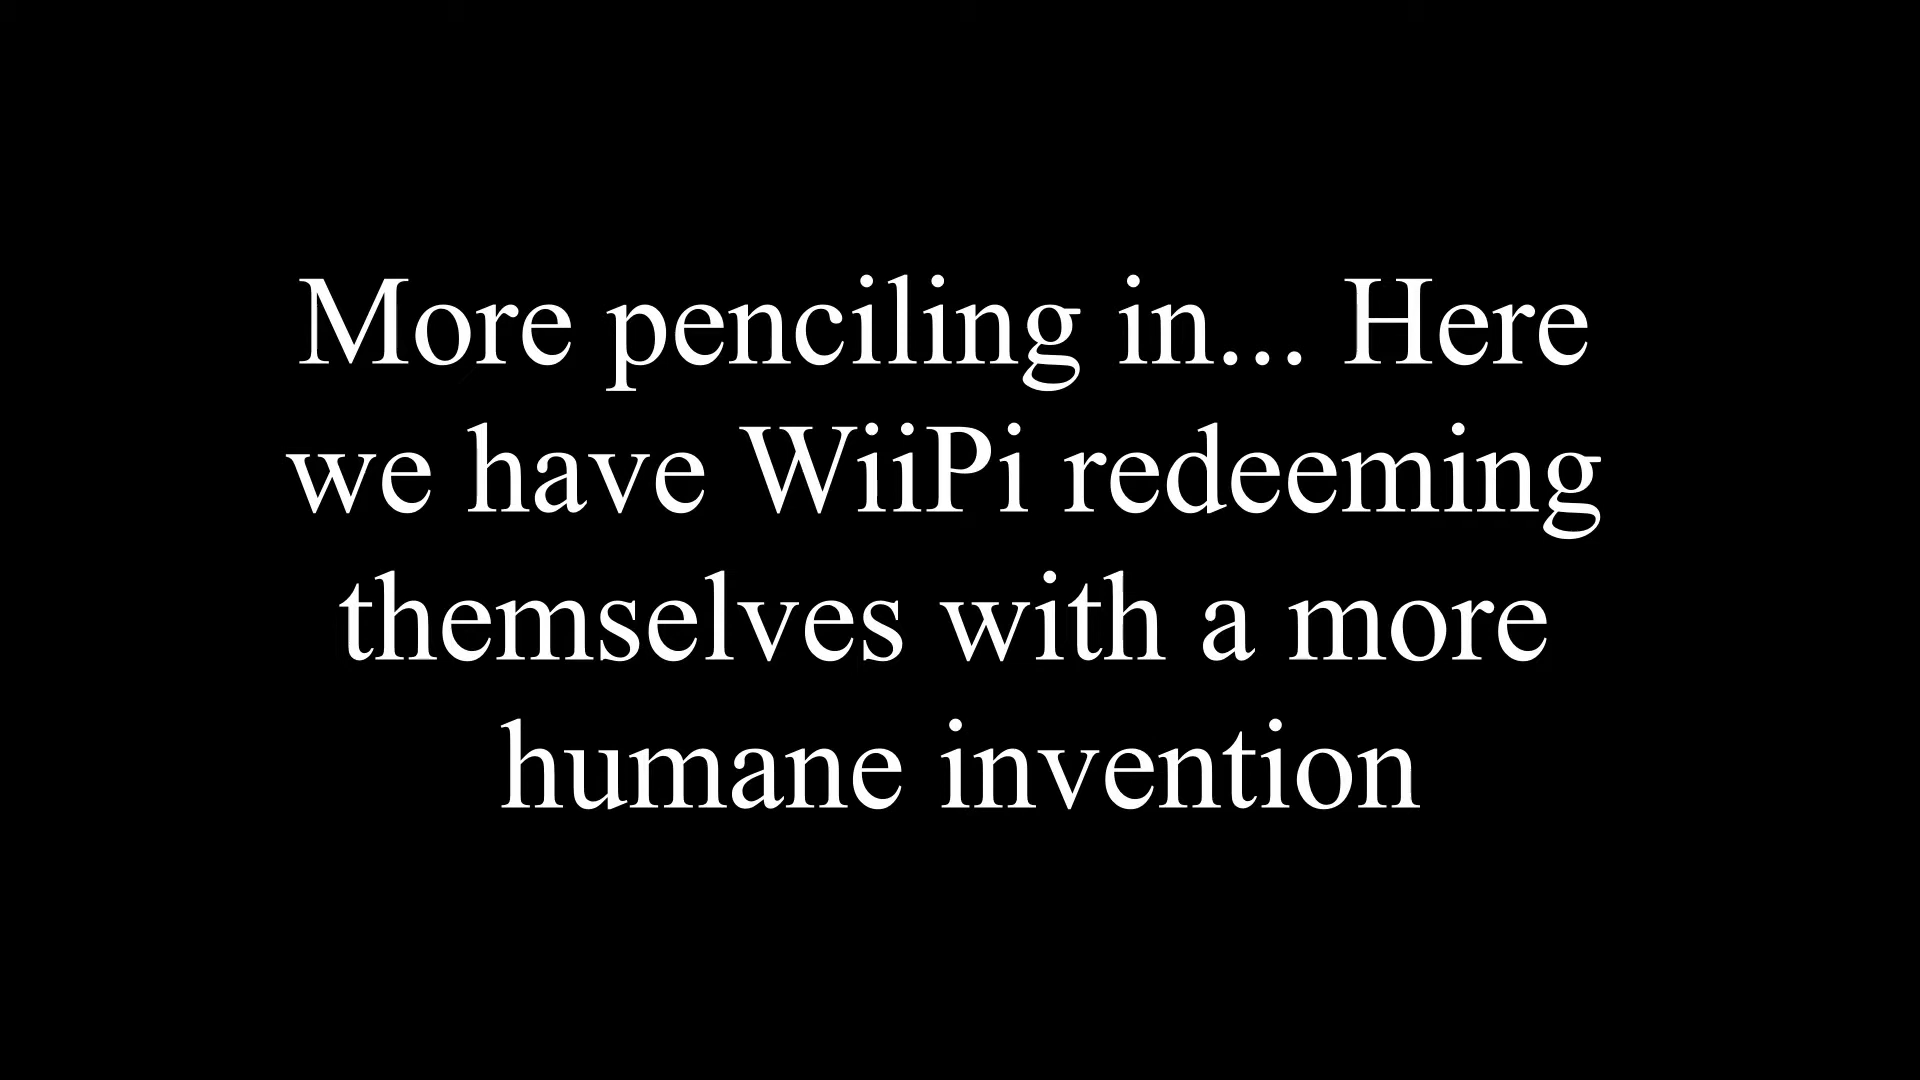 More penciling in... Here
we have WiiPi redeeming
themselves with a more
humane invention